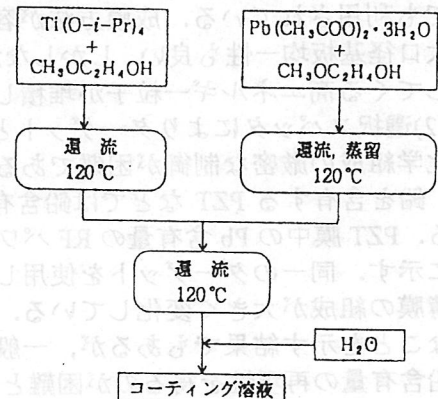 Ti(O-i-Pr)₄
+
CH₃OC₂H₄OH
Pb(CH₃COO)₂・3H₂O
+
CH₃OC₂H₄OH
還流
120℃
還流，蒸留
120℃
還流
120℃
H₂O
コーティング溶液